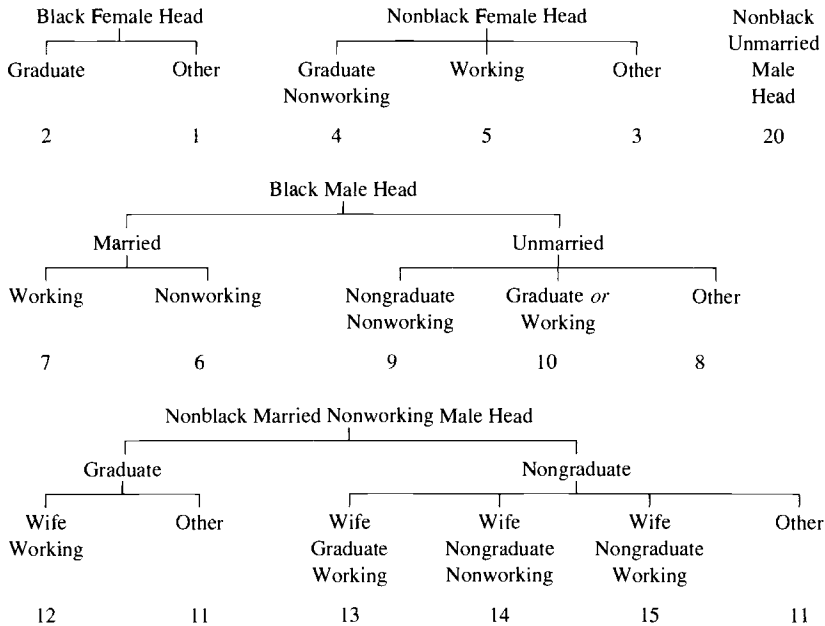 Black Female Head
Nonblack Female Head
Nonblack
Unmarried
Male
Head
Graduate
Other
Graduate
Nonworking
Working
Other
2
1
4
5
3
20
Black Male Head
Married
Unmarried
Working
Nonworking
Nongraduate
Nonworking
Graduate or
Working
Other
7
6
9
10
8
Nonblack Married Nonworking Male Head
Graduate
Nongraduate
Wife
Working
Other
Wife
Graduate
Working
Wife
Nongraduate
Nonworking
Wife
Nongraduate
Working
Other
12
11
13
14
15
11